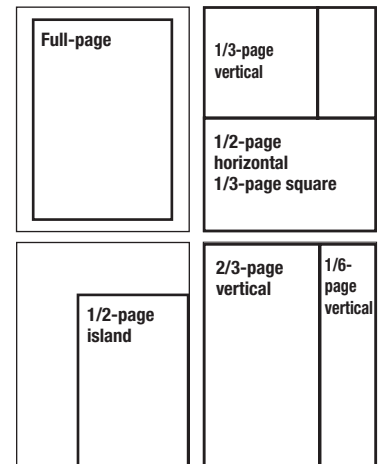 Full-page
1/3-page
vertical
1/2-page
horizontal
1/3-page square
1/2-page
island
2/3-page
vertical
1/6-
page
vertical